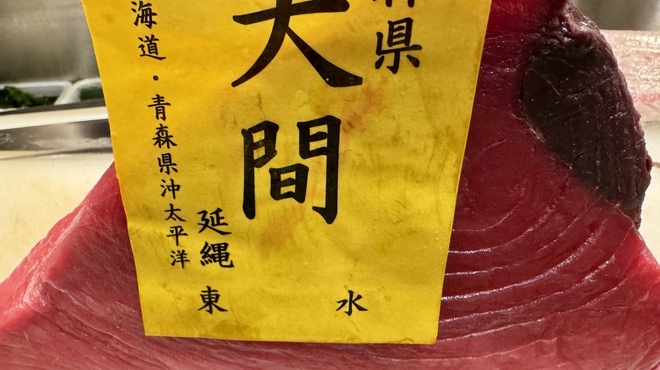 県
大間
延縄
海道・青森県沖太平洋
東 水